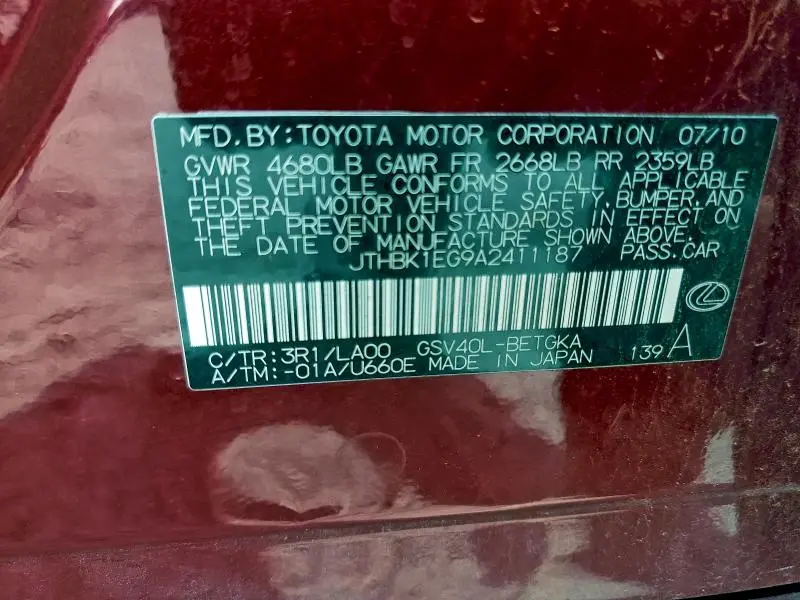 MFD. BY: TOYOTA MOTOR CORPORATION 07/10
GVWR 4680LB GAWR FR 2668LB RR 2359LB
THIS VEHICLE CONFORMS TO ALL APPLICABLE
FEDERAL MOTOR VEHICLE SAFETY, BUMPER, AND
THEFT PREVENTION STANDARDS IN EFFECT ON
THE DATE OF MANUFACTURE SHOWN ABOVE.
JTHBK1EG9A2411187 PASS. CAR
C/TR: 3R1/LA00 GSV40L-BETGKA
A/TM: -01A/U660E MADE IN JAPAN 139 A